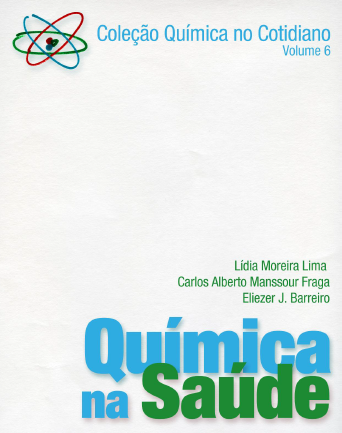 Coleção Química no Cotidiano
Volume 6
Lídia Moreira Lima
Carlos Alberto Manssour Fraga
Eliezer J. Barreiro
Química
na Saúde